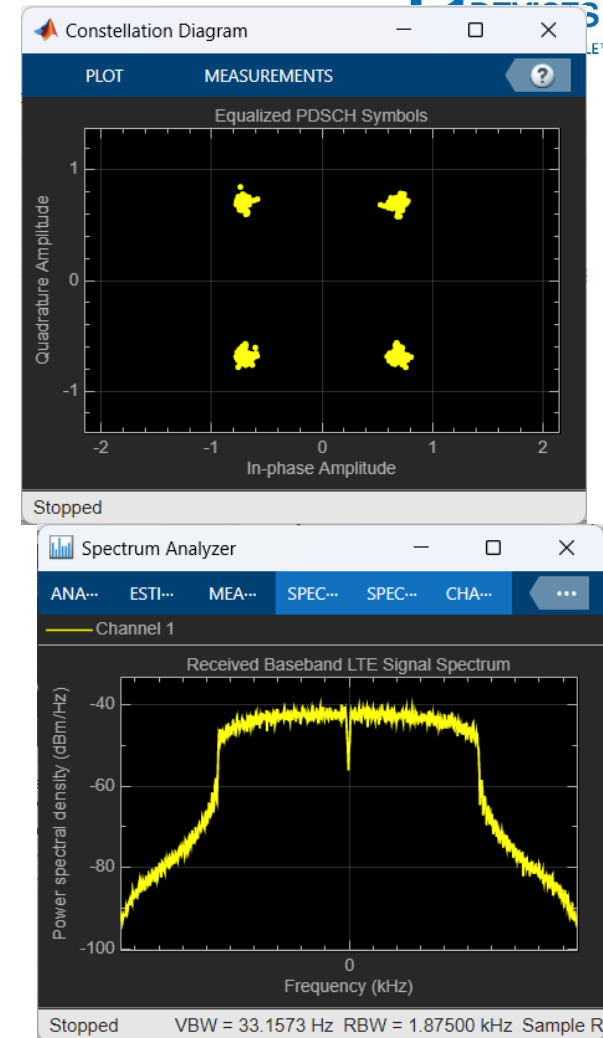 Constellation Diagram
PLOT MEASUREMENTS ?
Equalized PDSCH Symbols
1
0
-1
Quadrature Amplitude
-2 -1 0 1 2
In-phase Amplitude
Stopped
Spectrum Analyzer
ANA··· ESTI··· MEA··· SPEC··· SPEC··· CHA··· ···
Channel 1
Received Baseband LTE Signal Spectrum
-40
-60
-80
-100
Power spectral density (dBm/Hz)
0
Frequency (kHz)
Stopped VBW = 33.1573 Hz RBW = 1.87500 kHz Sample R